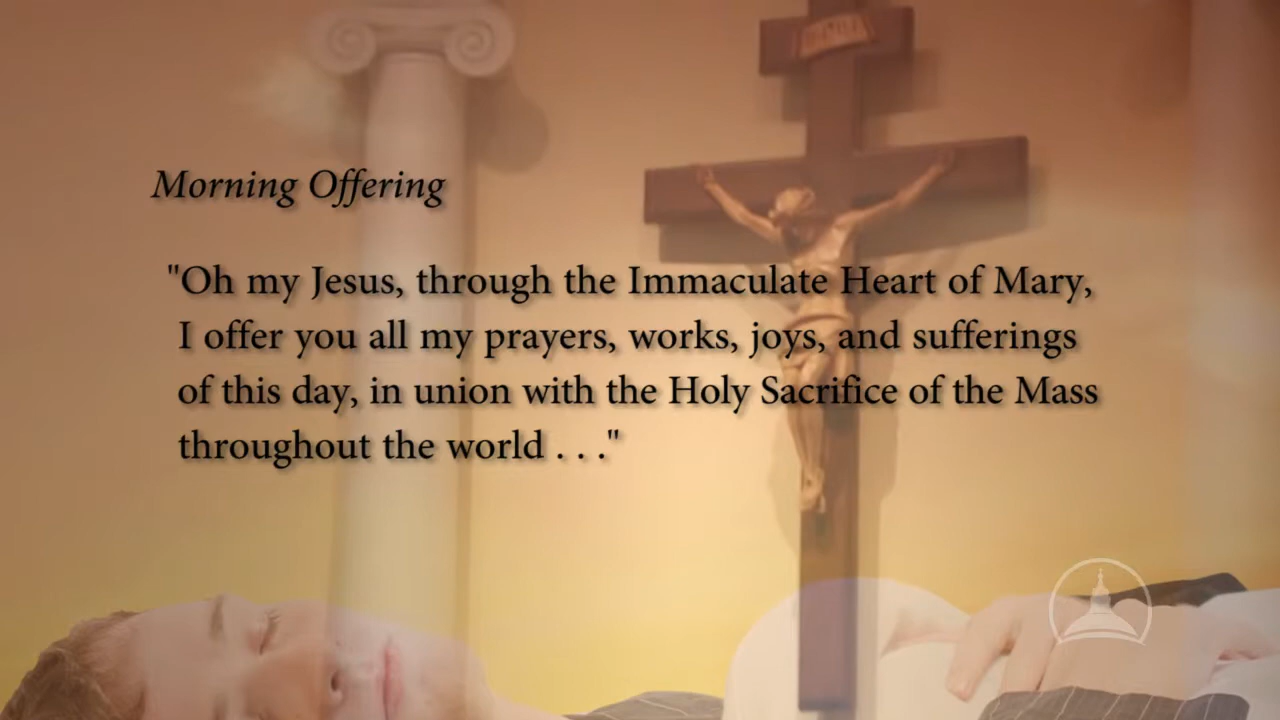 Morning Offering
"Oh my Jesus, through the Immaculate Heart of Mary,
I offer you all my prayers, works, joys, and sufferings
of this day, in union with the Holy Sacrifice of the Mass
throughout the world . . ."